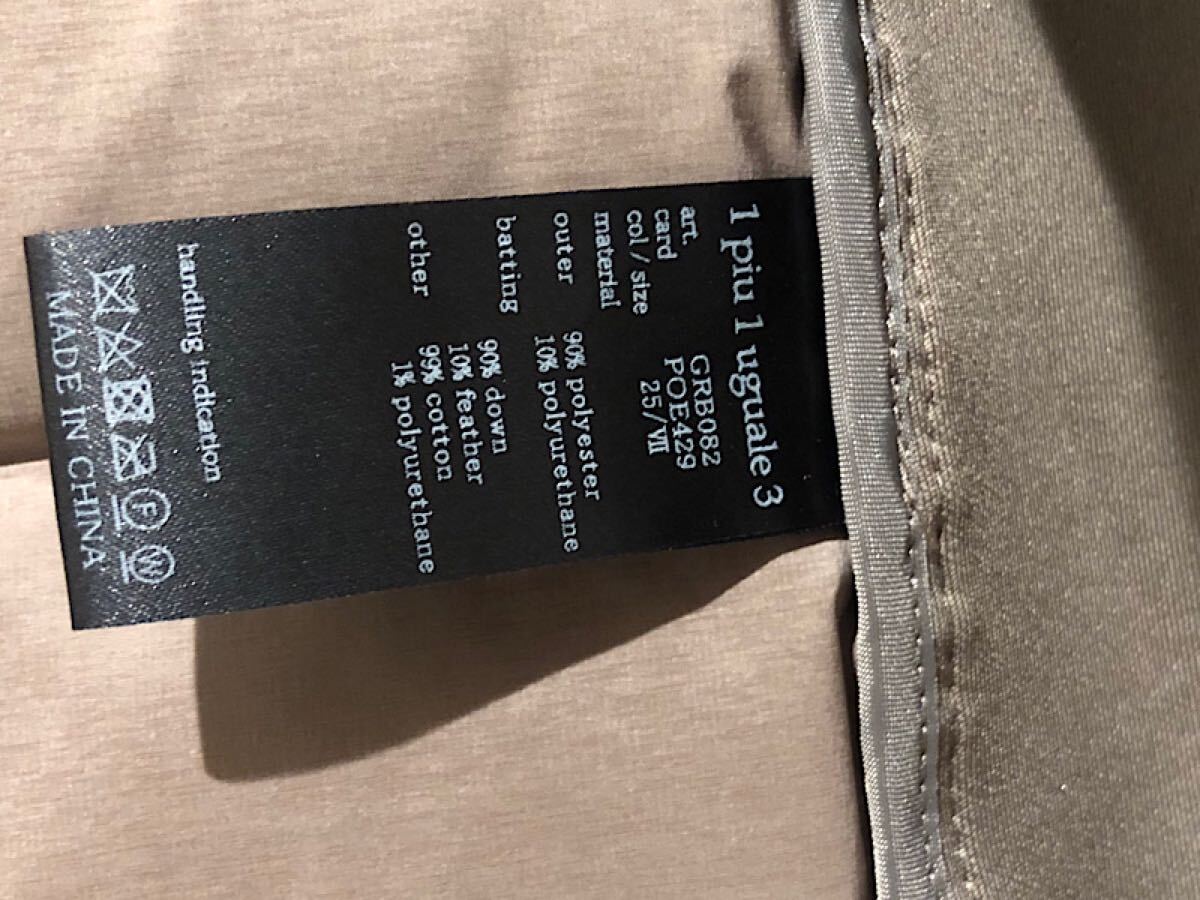 1 piu 1 uguale 3
art. GRB082
card POE429
col / size 25/Ⅶ
material
outer 90% polyester
10% polyurethane
batting 90% down
10% feather
other 99% cotton
1% polyurethane
handling indication
F W
MADE IN CHINA